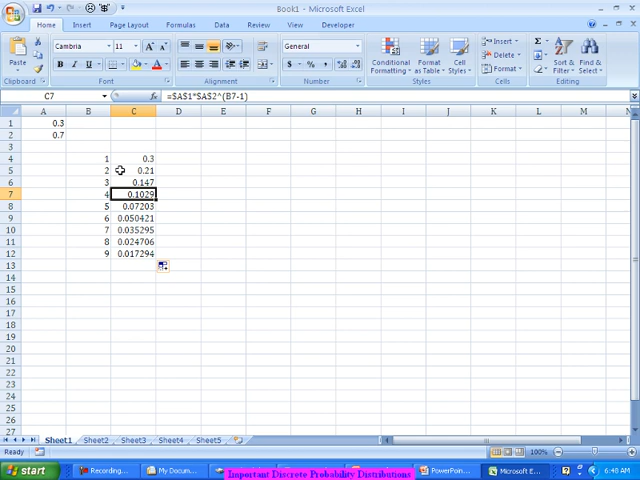 Book1 - Microsoft Excel
Home Insert Page Layout Formulas Data Review View Developer
Paste Cambria 11 A A General Conditional Formatting Format as Table Cell Styles Insert Delete Format Sort & Filter Find & Select
B I U $ % ,
Clipboard Font Alignment Number Styles Cells Editing
C7 =$A$1*$A$2^(B7-1)
A B C D E F G H I J K L M N
1 0.3
2 0.7
3
4 1 0.3
5 2 0.21
6 3 0.147
7 4 0.1029
8 5 0.07203
9 6 0.050421
10 7 0.035295
11 8 0.024706
12 9 0.017294
13
14
15
16
17
18
19
20
21
22
23
24
25
26
27
Sheet1 Sheet2 Sheet3 Sheet4 Sheet5
Ready 100%
start Recording... My Docum... PowerPoin... Microsoft E... 6:48 AM
Important Discrete Probability Distributions